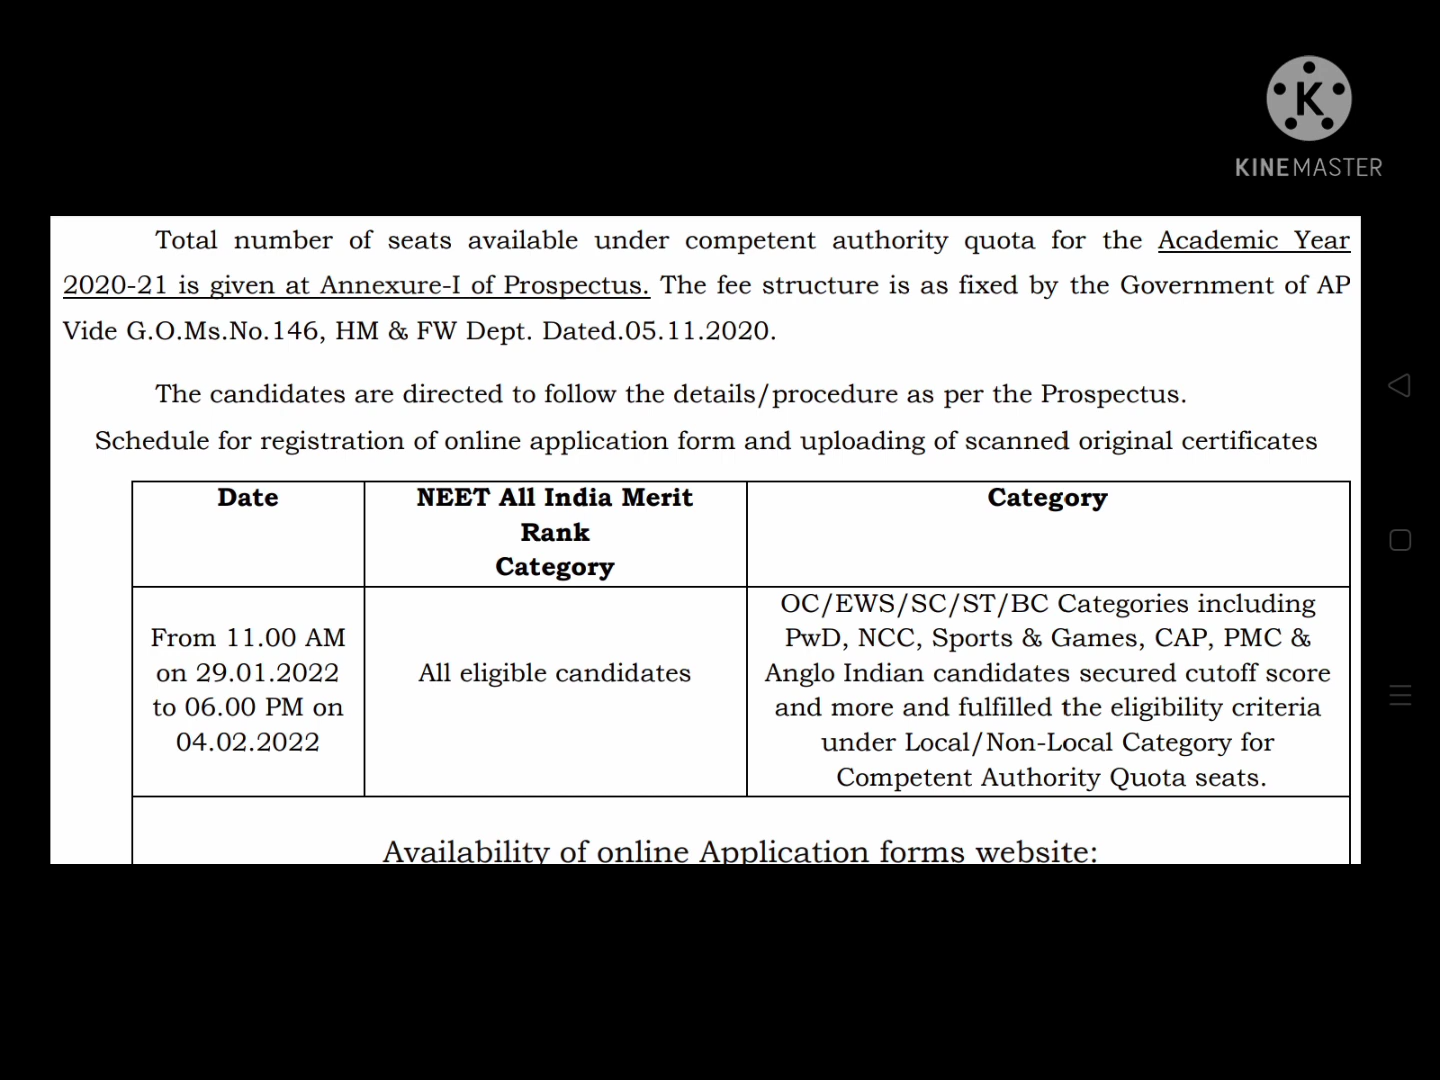 K
KINEMASTER
Total number of seats available under competent authority quota for the Academic Year
2020-21 is given at Annexure-I of Prospectus. The fee structure is as fixed by the Government of AP
Vide G.O.Ms.No.146, HM & FW Dept. Dated.05.11.2020.
The candidates are directed to follow the details/procedure as per the Prospectus.
Schedule for registration of online application form and uploading of scanned original certificates
Date
NEET All India Merit
Rank
Category
Category
From 11.00 AM
on 29.01.2022
to 06.00 PM on
04.02.2022
All eligible candidates
OC/EWS/SC/ST/BC Categories including
PwD, NCC, Sports & Games, CAP, PMC &
Anglo Indian candidates secured cutoff score
and more and fulfilled the eligibility criteria
under Local/Non-Local Category for
Competent Authority Quota seats.
Availability of online Application forms website: